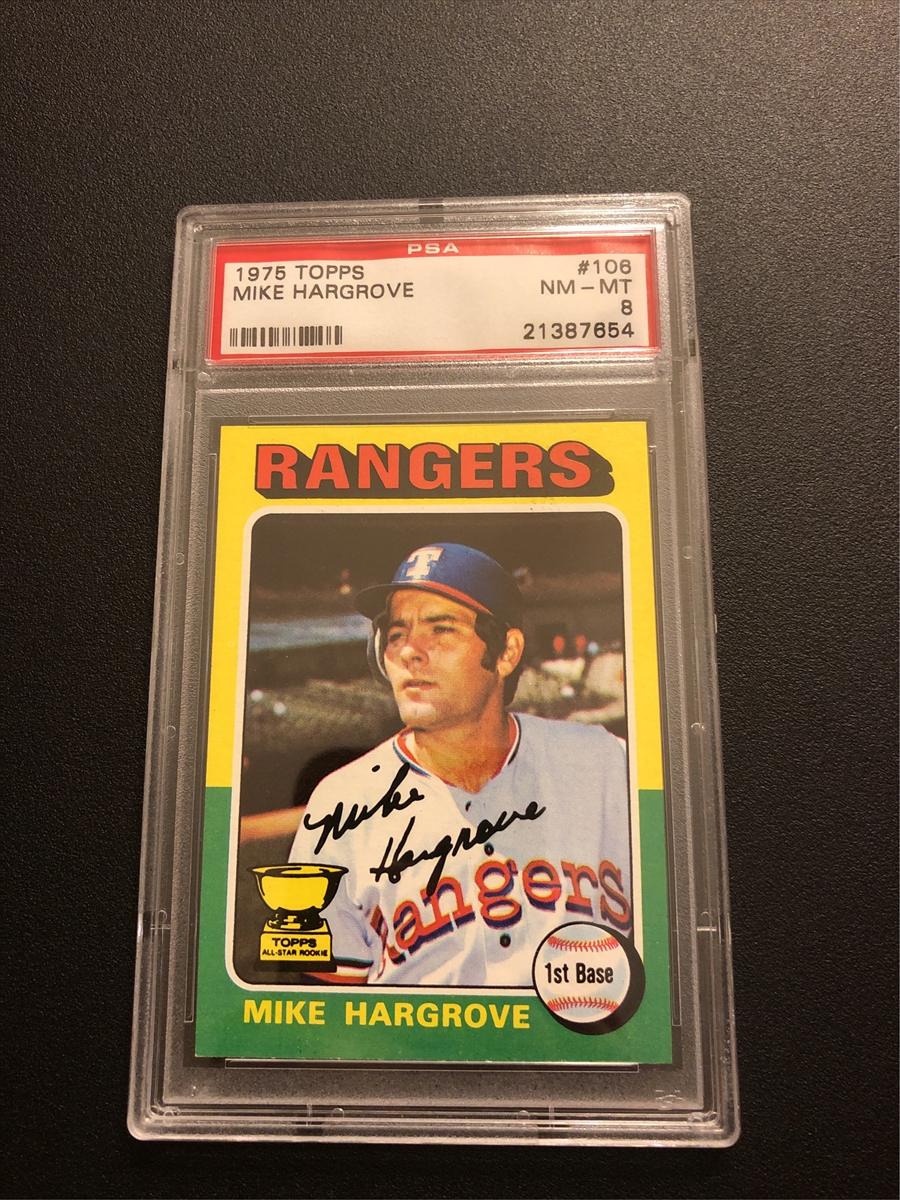 PSA
1975 TOPPS #106
MIKE HARGROVE NM – MT
8
21387654
RANGERS
T
Mike
Hargrove
Rangers
TOPPS
ALL-STAR ROOKIE
1st Base
MIKE HARGROVE